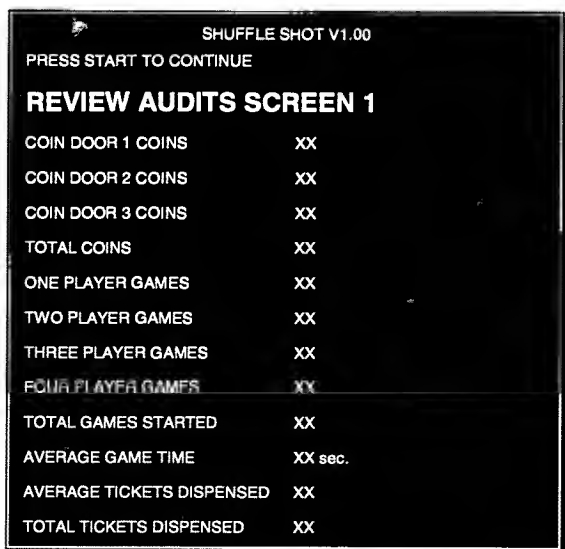 SHUFFLE SHOT V1.00
PRESS START TO CONTINUE
REVIEW AUDITS SCREEN 1
COIN DOOR 1 COINS XX
COIN DOOR 2 COINS XX
COIN DOOR 3 COINS XX
TOTAL COINS XX
ONE PLAYER GAMES XX
TWO PLAYER GAMES XX
THREE PLAYER GAMES XX
FOUR PLAYER GAMES XX
TOTAL GAMES STARTED XX
AVERAGE GAME TIME XX sec.
AVERAGE TICKETS DISPENSED XX
TOTAL TICKETS DISPENSED XX